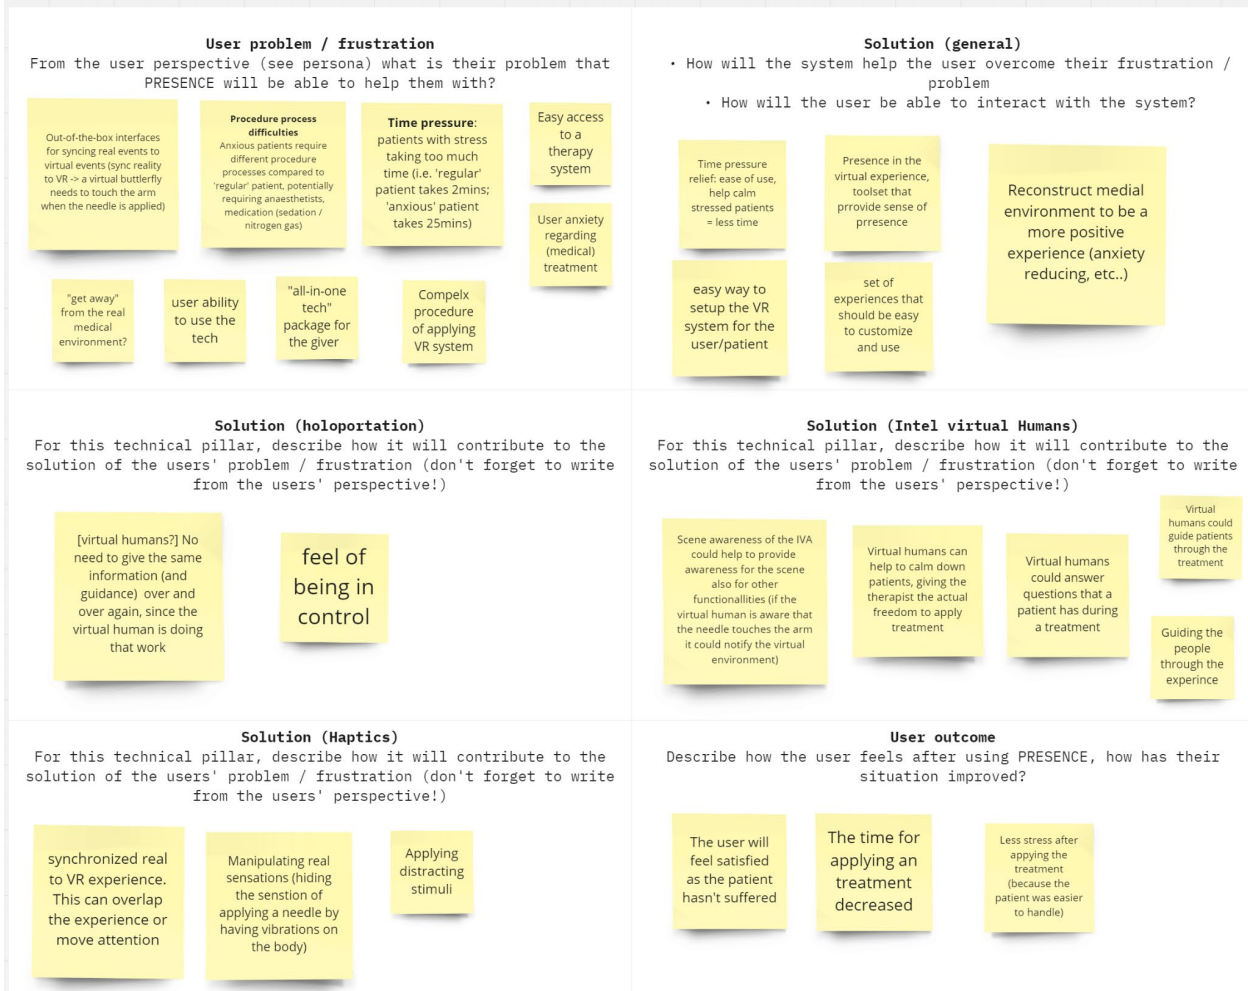 User problem / frustration
From the user perspective (see persona) what is their problem that
PRESENCE will be able to help them with?
Out-of-the-box interfaces
for syncing real events to
virtual events (sync reality
to VR -> a virtual buttlerfly
needs to touch the arm
when the needle is applied)
Procedure process
difficulties
Anxious patients require
different procedure
processes compared to
'regular' patient, potentially
requiring anaesthetists,
medication (sedation /
nitrogen gas)
Time pressure:
patients with stress
taking too much
time (i.e. 'regular'
patient takes 2mins;
'anxious' patient
takes 25mins)
Easy access
to a
therapy
system
User anxiety
regarding
(medical)
treatment
"get away"
from the real
medical
environment?
user ability
to use the
tech
"all-in-one
tech"
package for
the giver
Compelx
procedure
of applying
VR system
Solution (general)
• How will the system help the user overcome their frustration /
problem
• How will the user be able to interact with the system?
Time pressure
relief: ease of use,
help calm
stressed patients
= less time
Presence in the
virtual experience,
toolset that
prrovide sense of
prresence
Reconstruct medial
environment to be a
more positive
experience (anxiety
reducing, etc..)
easy way to
setup the VR
system for the
user/patient
set of
experiences that
should be easy
to customize
and use
Solution (holoportation)
For this technical pillar, describe how it will contribute to the
solution of the users' problem / frustration (don't forget to write
from the users' perspective!)
[virtual humans?] No
need to give the same
information (and
guidance) over and
over again, since the
virtual human is doing
that work
feel of
being in
control
Solution (Intel virtual Humans)
For this technical pillar, describe how it will contribute to the
solution of the users' problem / frustration (don't forget to write
from the users' perspective!)
Scene awareness of the IVA
could help to provide
awareness for the scene
also for other
functionallities (if the
virtual human is aware that
the needle touches the arm
it could notify the virtual
environment)
Virtual humans can
help to calm down
patients, giving the
therapist the actual
freedom to apply
treatment
Virtual humans
could answer
questions that a
patient has during
a treatment
Virtual
humans could
guide patients
through the
treatment
Guiding the
people
through the
experince
Solution (Haptics)
For this technical pillar, describe how it will contribute to the
solution of the users' problem / frustration (don't forget to write
from the users' perspective!)
synchronized real
to VR experience.
This can overlap
the experience or
move attention
Manipulating real
sensations (hiding
the senstion of
applying a needle by
having vibrations on
the body)
Applying
distracting
stimuli
User outcome
Describe how the user feels after using PRESENCE, how has their
situation improved?
The user will
feel satisfied
as the patient
hasn't suffered
The time for
applying an
treatment
decreased
Less stress after
appying the
treatment
(because the
patient was easier
to handle)